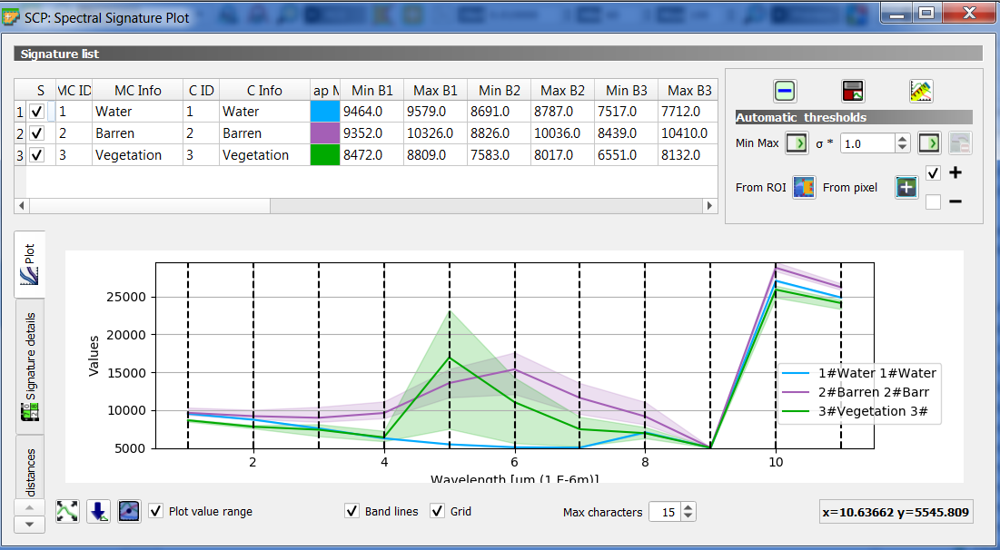 SCP: Spectral Signature Plot
Signature list
S MC ID MC Info C ID C Info ap M Min B1 Max B1 Min B2 Max B2 Min B3 Max B3
1 1 Water 1 Water 9464.0 9579.0 8691.0 8787.0 7517.0 7712.0
2 2 Barren 2 Barren 9352.0 10326.0 8826.0 10036.0 8439.0 10410.0
3 3 Vegetation 3 Vegetation 8472.0 8809.0 7583.0 8017.0 6551.0 8132.0
Automatic thresholds
Min Max σ * 1.0
From ROI From pixel + −
Plot
Signature details
distances
Values
25000
20000
15000
10000
5000
2 4 6 8 10
Wavelength [um (1 E-6m)]
1#Water 1#Water
2#Barren 2#Barr
3#Vegetation 3#
Plot value range Band lines Grid Max characters 15 x=10.63662 y=5545.809